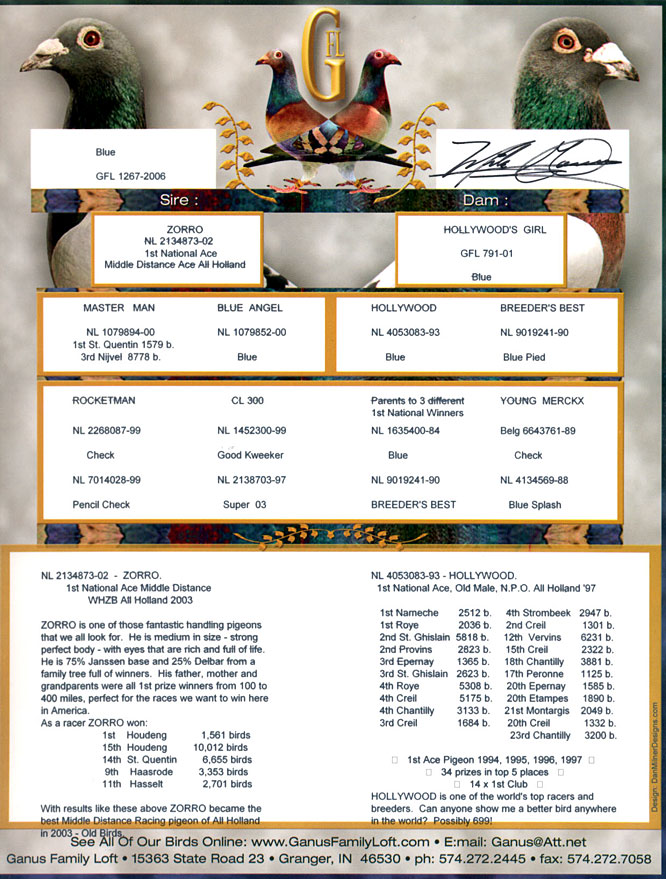 GFL
Blue
GFL 1267-2006
Sire :
Dam :
ZORRO
NL 2134873-02
1st National Ace
Middle Distance Ace All Holland
HOLLYWOOD'S GIRL
GFL 791-01
Blue
MASTER MAN
NL 1079894-00
1st St. Quentin 1579 b.
3rd Nijvel 8778 b.
BLUE ANGEL
NL 1079852-00
Blue
HOLLYWOOD
NL 4053083-93
Blue
BREEDER'S BEST
NL 9019241-90
Blue Pied
ROCKETMAN
NL 2268087-99
Check
NL 7014028-99
Pencil Check
CL 300
NL 1452300-99
Good Kweeker
NL 2138703-97
Super 03
Parents to 3 different
1st National Winners
NL 1635400-84
Blue
NL 9019241-90
BREEDER'S BEST
YOUNG MERCKX
Belg 6643761-89
Check
NL 4134569-88
Blue Splash
NL 2134873-02 - ZORRO.
1st National Ace Middle Distance
WHZB All Holland 2003
ZORRO is one of those fantastic handling pigeons
that we all look for. He is medium in size - strong
perfect body - with eyes that are rich and full of life.
He is 75% Janssen base and 25% Delbar from a
family tree full of winners. His father, mother and
grandparents were all 1st prize winners from 100 to
400 miles, perfect for the races we want to win here
in America.
As a racer ZORRO won:
1st Houdeng 1,561 birds
15th Houdeng 10,012 birds
14th St. Quentin 6,655 birds
9th Haasrode 3,353 birds
11th Hasselt 2,701 birds
With results like these above ZORRO became the
best Middle Distance Racing pigeon of All Holland
in 2003 - Old Birds.
NL 4053083-93 - HOLLYWOOD.
1st National Ace, Old Male, N.P.O. All Holland '97
1st Nameche 2512 b. 4th Strombeek 2947 b.
1st Roye 2036 b. 2nd Creil 1301 b.
2nd St. Ghislain 5818 b. 12th Vervins 6231 b.
2nd Provins 2823 b. 15th Creil 2322 b.
3rd Epernay 1365 b. 18th Chantilly 3881 b.
3rd St. Ghislain 2623 b. 17th Peronne 1125 b.
4th Roye 5308 b. 20th Epernay 1585 b.
4th Creil 5175 b. 20th Etampes 1890 b.
4th Chantilly 3133 b. 21st Montargis 2049 b.
3rd Creil 1684 b. 20th Creil 1332 b.
23rd Chantilly 3200 b.
1st Ace Pigeon 1994, 1995, 1996, 1997
34 prizes in top 5 places
14 x 1st Club
HOLLYWOOD is one of the world's top racers and
breeders. Can anyone show me a better bird anywhere
in the world? Possibly 699!
Design: DanMilnerDesigns.com
See All Of Our Birds Online: www.GanusFamilyLoft.com • E:mail: Ganus@Att.net
Ganus Family Loft • 15363 State Road 23 • Granger, IN 46530 • ph: 574.272.2445 • fax: 574.272.7058